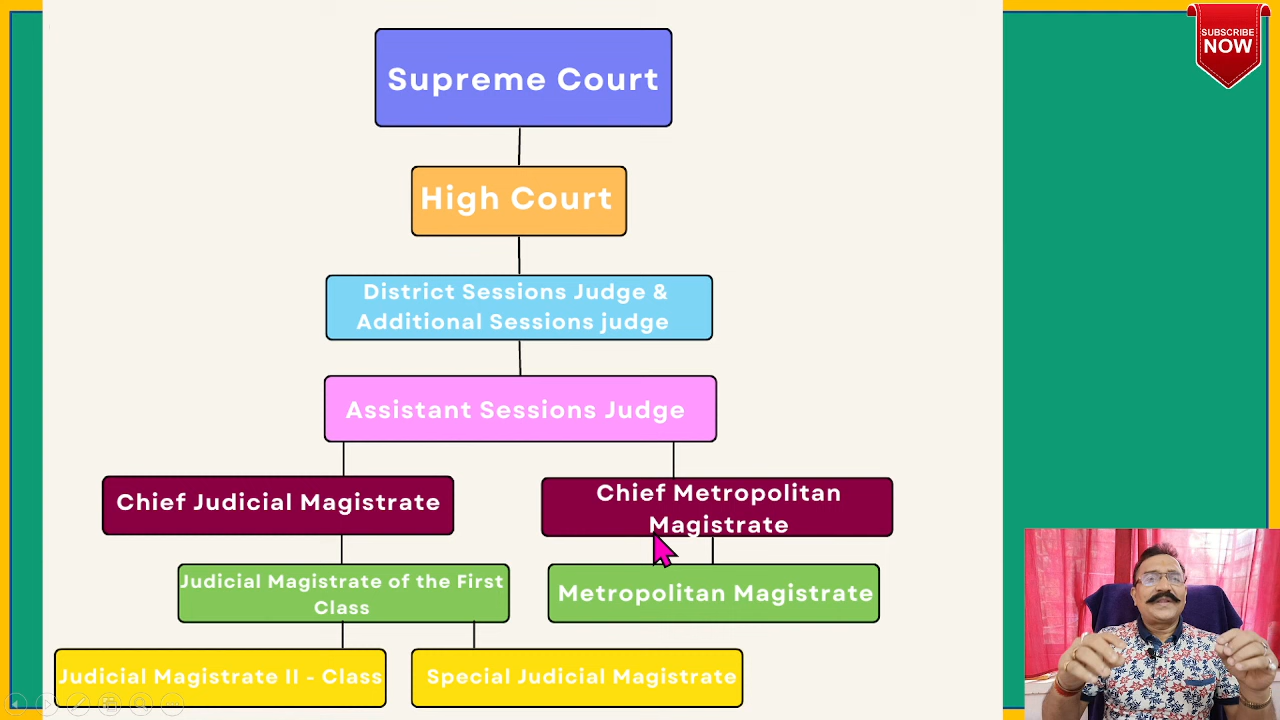 SUBSCRIBE
NOW
Supreme Court
High Court
District Sessions Judge &
Additional Sessions judge
Assistant Sessions Judge
Chief Judicial Magistrate
Chief Metropolitan
Magistrate
Judicial Magistrate of the First
Class
Metropolitan Magistrate
Judicial Magistrate II - Class
Special Judicial Magistrate